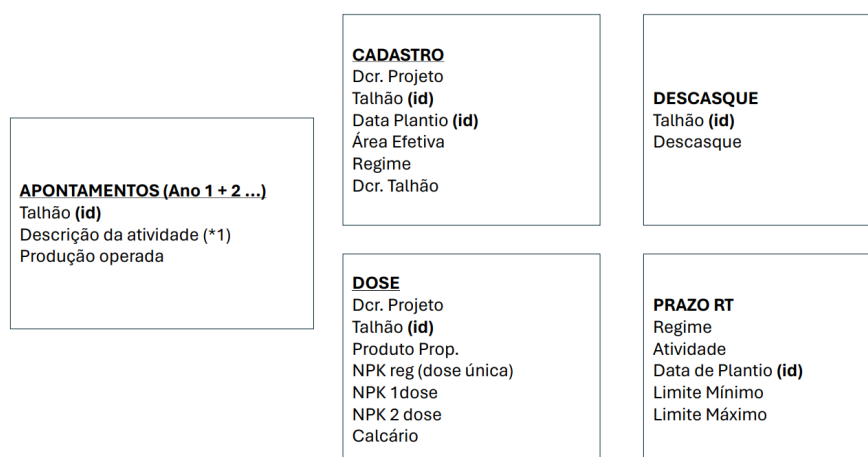 APONTAMENTOS (Ano 1 + 2 ...)
Talhão (id)
Descrição da atividade (*1)
Produção operada
CADASTRO
Dcr. Projeto
Talhão (id)
Data Plantio (id)
Área Efetiva
Regime
Dcr. Talhão
DESCASQUE
Talhão (id)
Descasque
DOSE
Dcr. Projeto
Talhão (id)
Produto Prop.
NPK reg (dose única)
NPK 1dose
NPK 2 dose
Calcário
PRAZO RT
Regime
Atividade
Data de Plantio (id)
Limite Mínimo
Limite Máximo